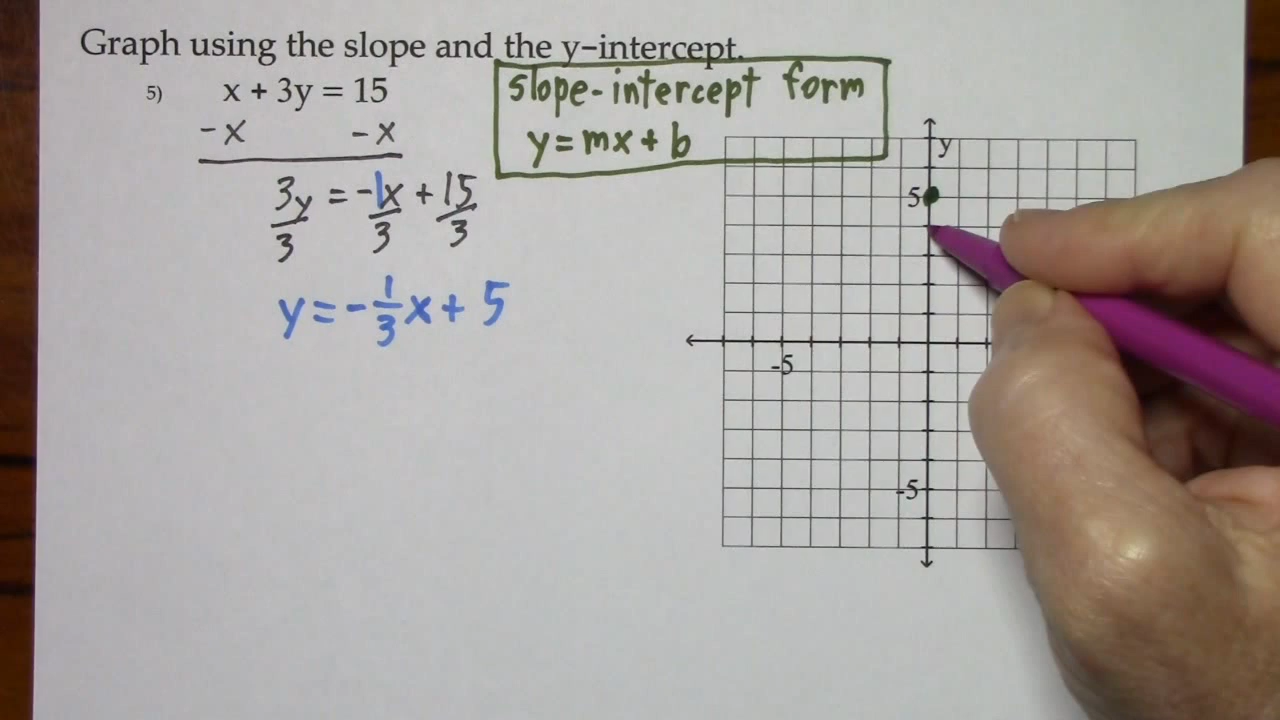 Graph using the slope and the y-intercept.
5) x + 3y = 15
- x - x
3y = -1x + 15
3 3 3
y = -1/3 x + 5
slope-intercept form
y = mx + b
y
5
-5
-5